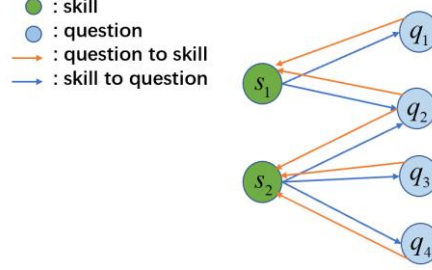 : skill
: question
: question to skill
: skill to question
q1
s1
q2
s2
q3
q4